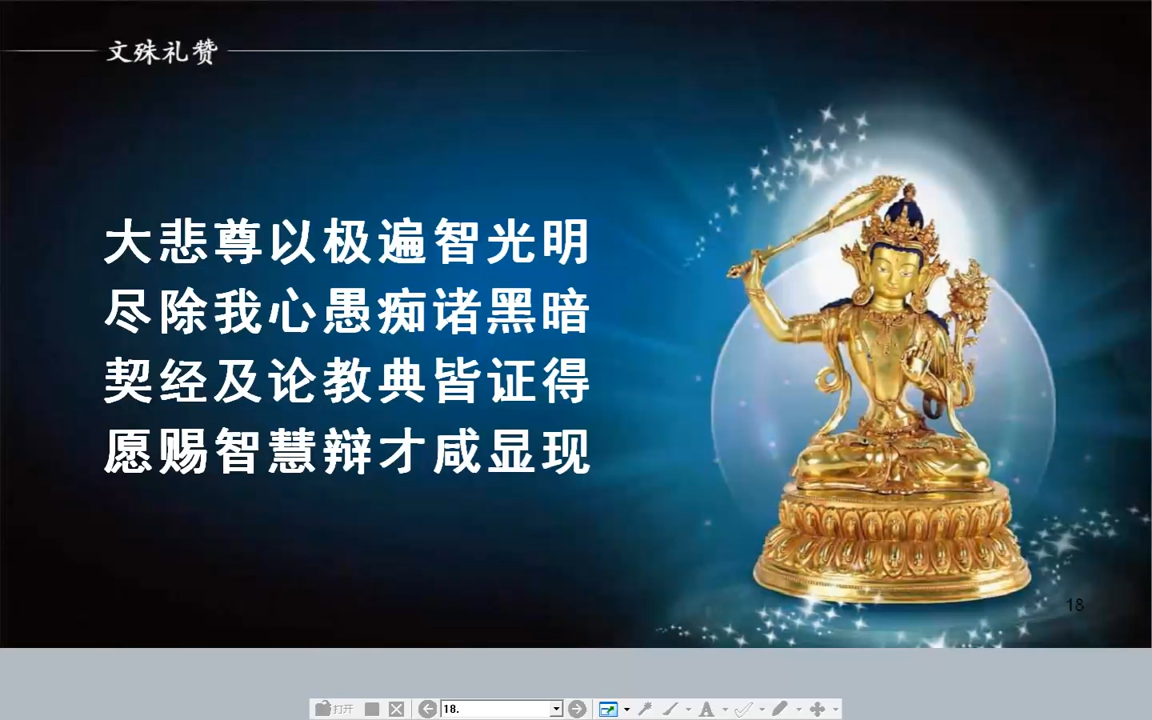 文殊礼赞
大悲尊以极遍智光明
尽除我心愚痴诸黑暗
契经及论教典皆证得
愿赐智慧辩才咸显现
18
打开
18.
A